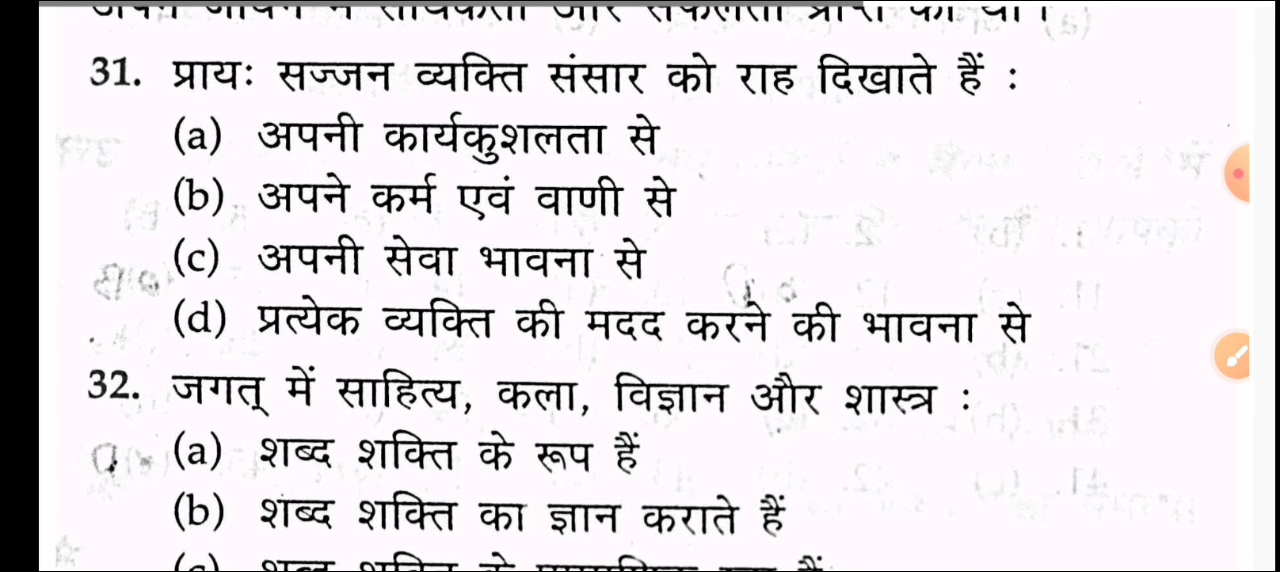 31. प्रायः सज्जन व्यक्ति संसार को राह दिखाते हैं :
(a) अपनी कार्यकुशलता से
(b) अपने कर्म एवं वाणी से
(c) अपनी सेवा भावना से
(d) प्रत्येक व्यक्ति की मदद करने की भावना से
32. जगत् में साहित्य, कला, विज्ञान और शास्त्र :
(a) शब्द शक्ति के रूप हैं
(b) शब्द शक्ति का ज्ञान कराते हैं